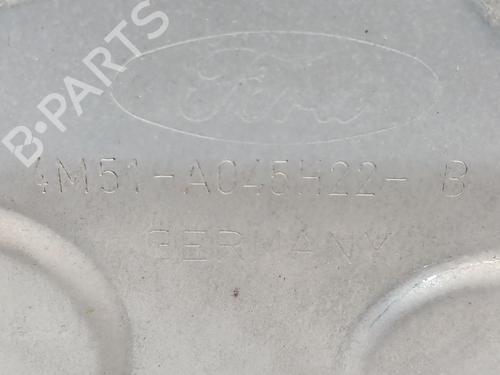 B-PARTS
Ford
4M51-A045H22- B
GERMANY